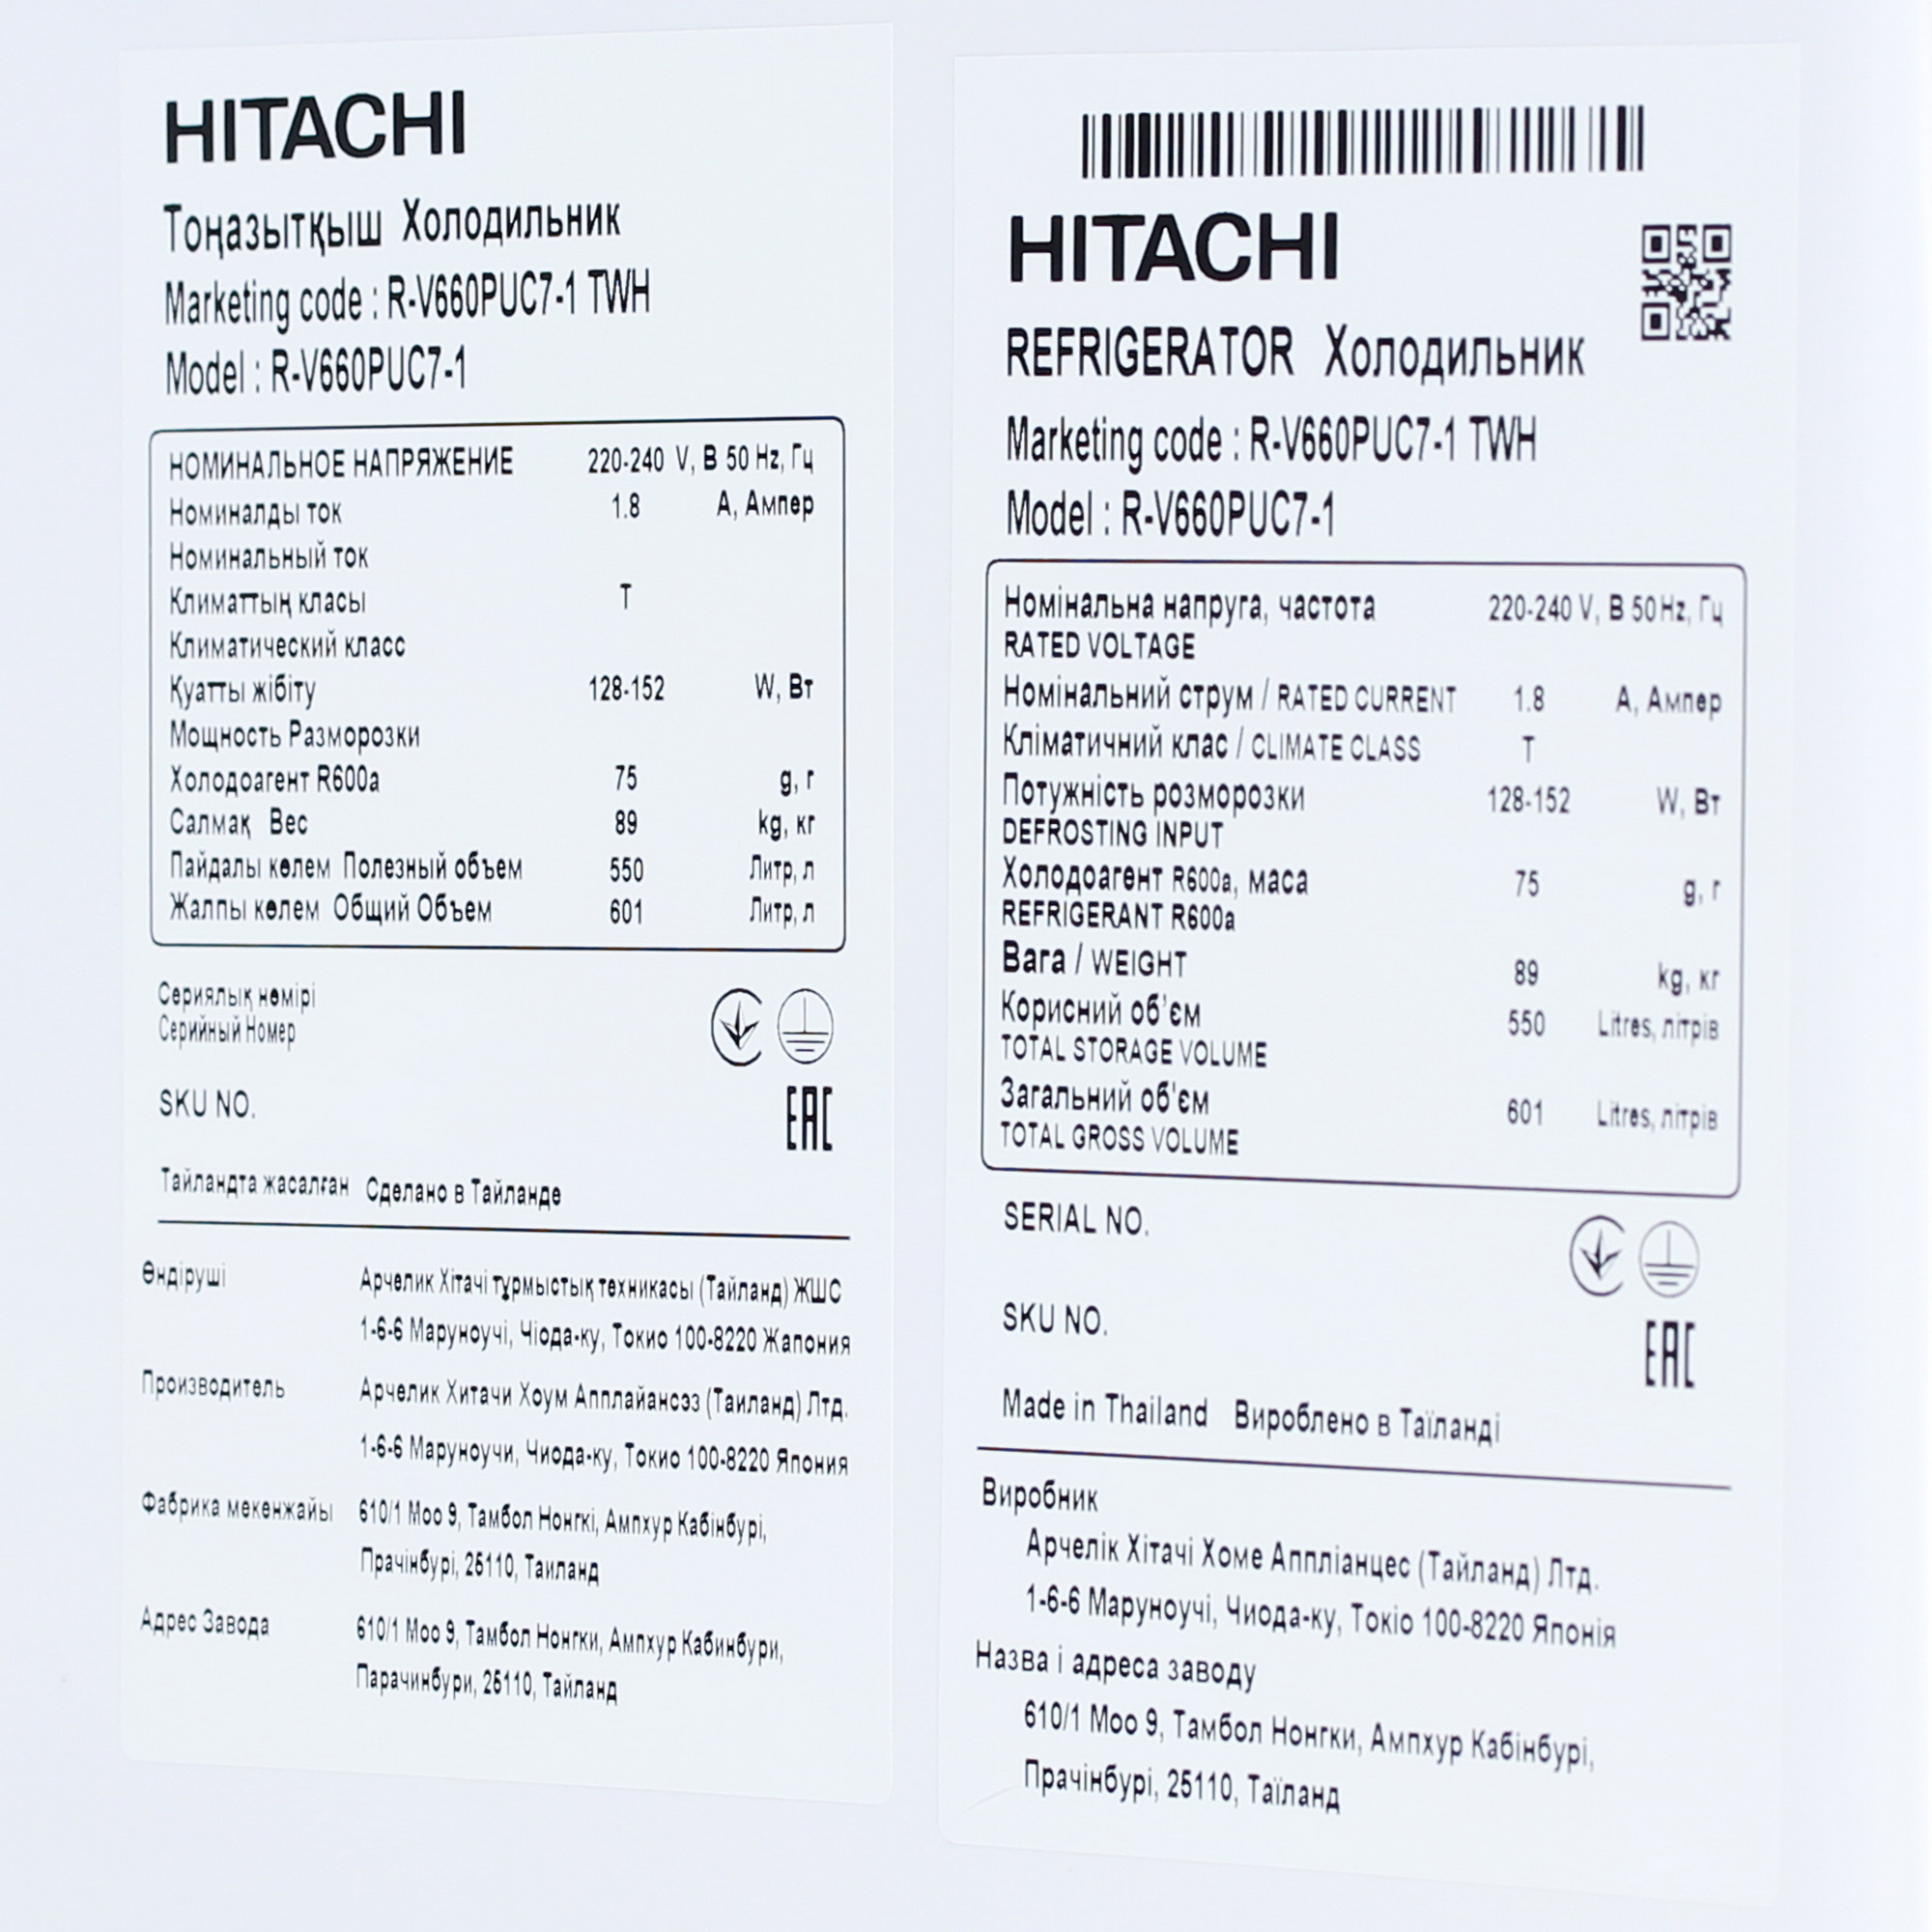 HITACHI
Тоңазытқыш Холодильник
Marketing code : R-V660PUC7-1 TWH
Model : R-V660PUC7-1
НОМИНАЛЬНОЕ НАПРЯЖЕНИЕ 220-240 V, В 50 Hz, Гц
Номиналды ток 1.8 A, Ампер
Номинальный ток
Климаттың класы T
Климатический класс
Қуатты жібіту 128-152 W, Вт
Мощность Разморозки
Холодоагент R600a 75 g, г
Салмақ Вес 89 kg, кг
Пайдалы көлем Полезный объем 550 Литр, л
Жалпы көлем Общий Объем 601 Литр, л
Сериялық нөмірі
Серийный Номер
SKU NO.
EAC
Тайландта жасалған Сделано в Тайланде
Өндіруші Арчелик Хітачі тұрмыстық техникасы (Тайланд) ЖШС
1-6-6 Маруноучі, Чіода-ку, Токио 100-8220 Жапония
Производитель Арчелик Хитачи Хоум Апплайансэз (Таиланд) Лтд.
1-6-6 Маруноучи, Чиода-ку, Токио 100-8220 Япония
Фабрика мекенжайы 610/1 Моо 9, Тамбол Нонгкі, Ампхур Кабінбурі,
Прачінбурі, 25110, Таиланд
Адрес Завода 610/1 Моо 9, Тамбол Нонгки, Ампхур Кабинбури,
Парачинбури, 25110, Тайланд
HITACHI
REFRIGERATOR Холодильник
Marketing code : R-V660PUC7-1 TWH
Model : R-V660PUC7-1
Номінальна напруга, частота 220-240 V, В 50 Hz, Гц
RATED VOLTAGE
Номінальний струм / RATED CURRENT 1.8 A, Ампер
Кліматичний клас / CLIMATE CLASS T
Потужність розморозки 128-152 W, Вт
DEFROSTING INPUT
Холодоагент R600a, маса 75 g, г
REFRIGERANT R600a
Вага / WEIGHT 89 kg, кг
Корисний об'єм 550 Litres, літрів
TOTAL STORAGE VOLUME
Загальний об'єм 601 Litres, літрів
TOTAL GROSS VOLUME
SERIAL NO.
SKU NO.
EAC
Made in Thailand Вироблено в Таїланді
Виробник
Арчелік Хітачі Хоме Аппліанцес (Тайланд) Лтд.
1-6-6 Маруноучі, Чиода-ку, Токіо 100-8220 Японія
Назва і адреса заводу
610/1 Моо 9, Тамбол Нонгки, Ампхур Кабінбурі,
Прачінбурі, 25110, Таїланд